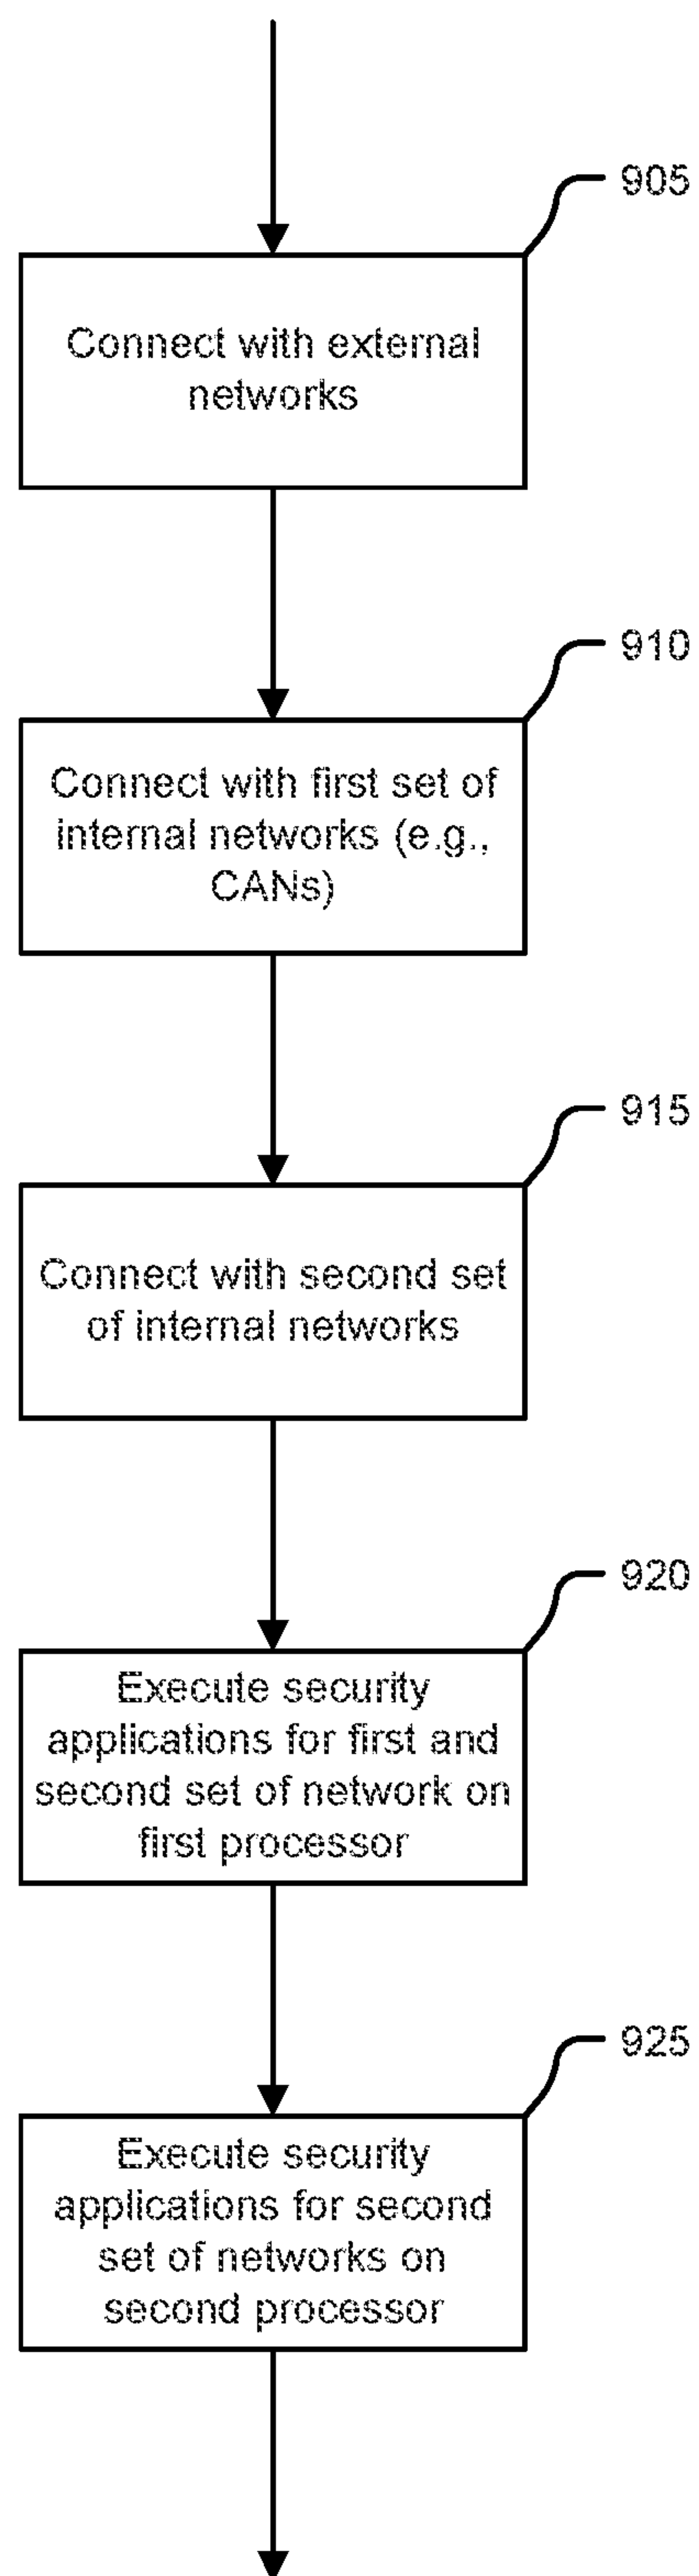 905
Connect with external
networks
910
Connect with first set of
internal networks (e.g.,
CANs)
915
Connect with second set
of internal networks
920
Execute security
applications for first and
second set of network on
first processor
925
Execute security
applications for second
set of networks on
second processor